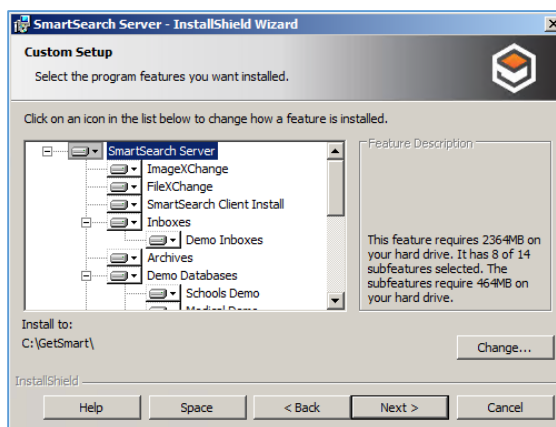 SmartSearch Server - InstallShield Wizard
Custom Setup
Select the program features you want installed.
Click on an icon in the list below to change how a feature is installed.
SmartSearch Server
ImageXChange
FileXChange
SmartSearch Client Install
Inboxes
Demo Inboxes
Archives
Demo Databases
Schools Demo
Medical Demo
Feature Description
This feature requires 2364MB on
your hard drive. It has 8 of 14
subfeatures selected. The
subfeatures require 464MB on
your hard drive.
Install to:
C:\GetSmart\
Change...
InstallShield
Help
Space
< Back
Next >
Cancel